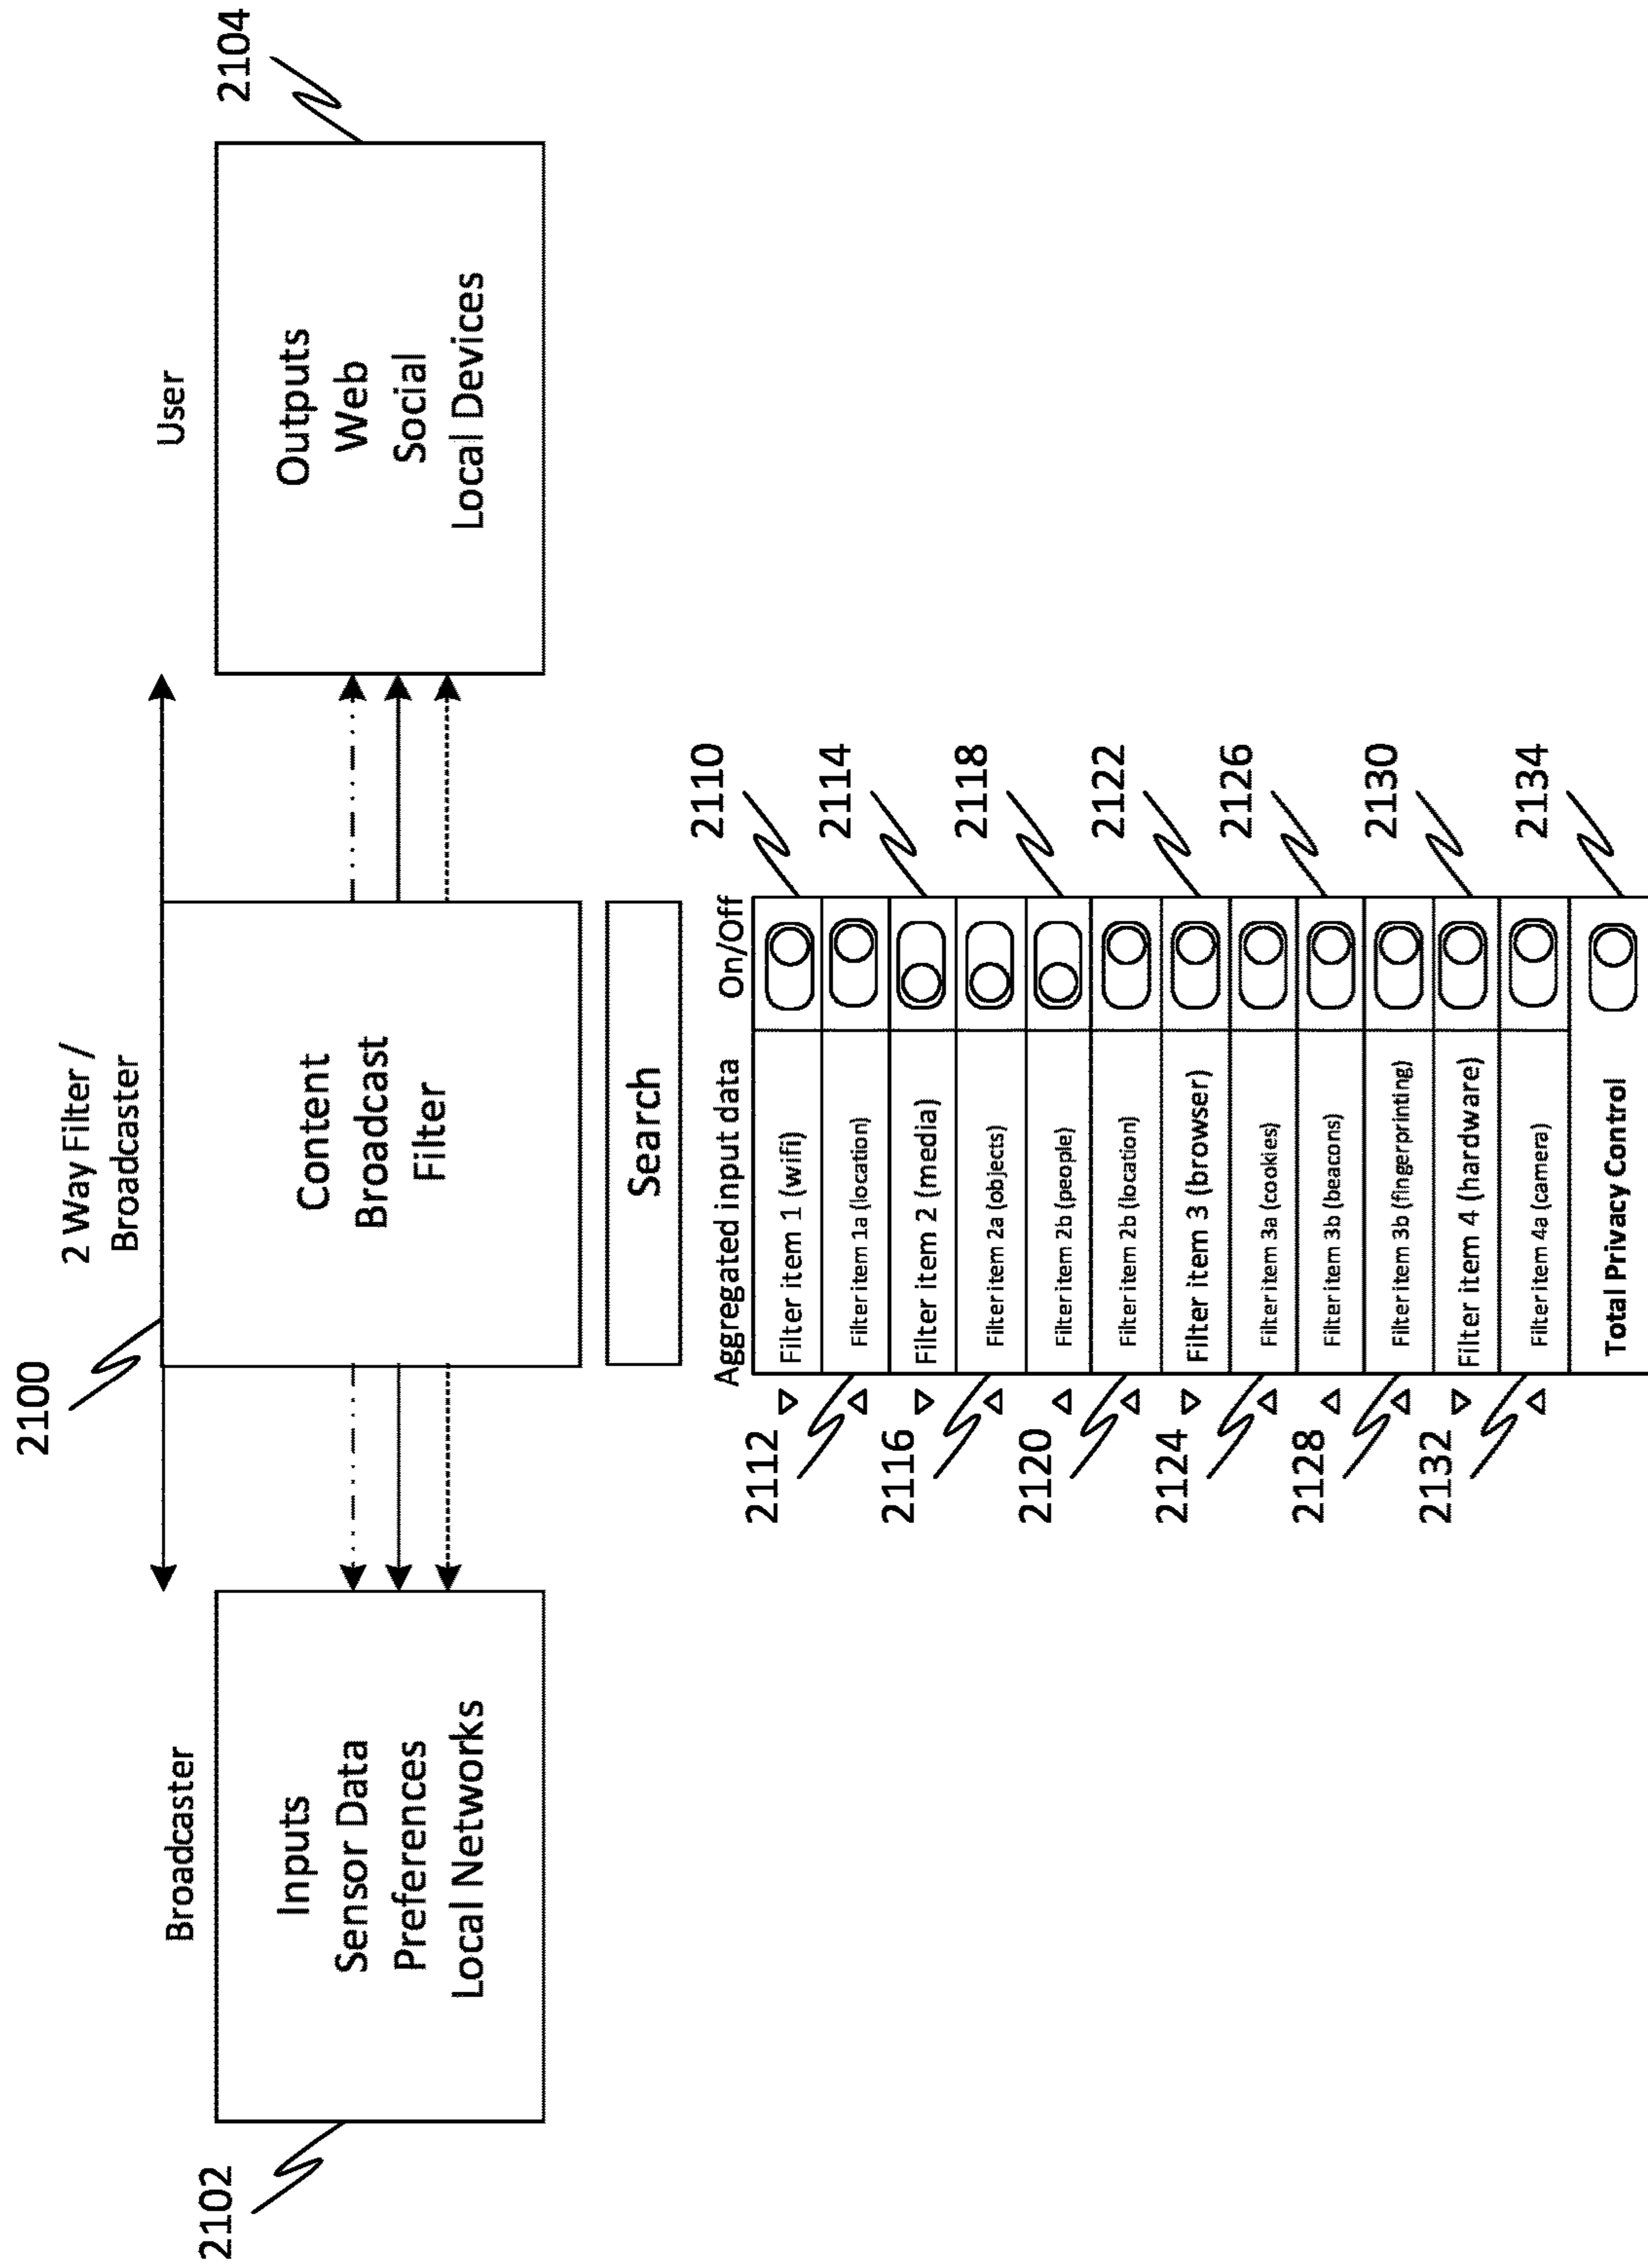 2100
2 Way Filter /
Broadcaster
Broadcaster
User
2102
Inputs
Sensor Data
Preferences
Local Networks
Content
Broadcast
Filter
Outputs
Web
Social
Local Devices
2104
Search
Aggregated input data
On/Off
2112
Filter item 1 (wifi)
2110
Filter item 1a (location)
2114
2116
Filter item 2 (media)
Filter item 2a (objects)
2118
2120
Filter item 2b (people)
Filter item 2b (location)
2122
2124
Filter item 3 (browser)
Filter item 3a (cookies)
2126
2128
Filter item 3b (beacons)
Filter item 3b (fingerprinting)
2130
2132
Filter item 4 (hardware)
Filter item 4a (camera)
2134
Total Privacy Control